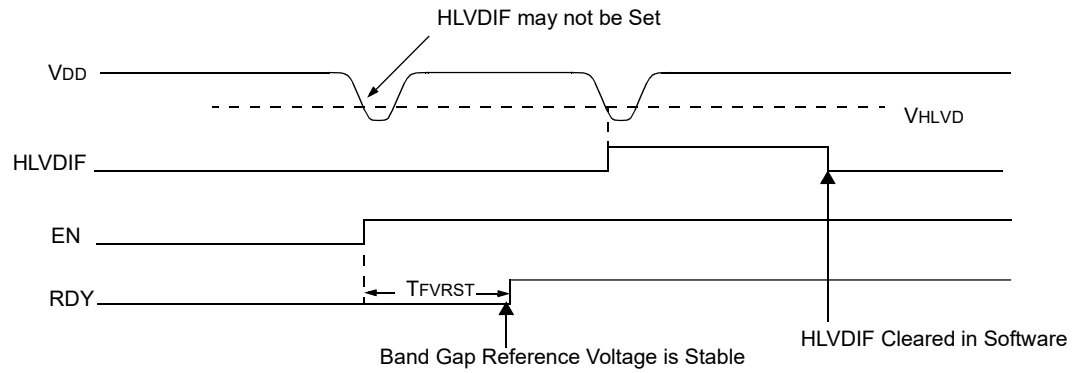 HLVDIF may not be Set
VDD
VHLVD
HLVDIF
EN
TFVRST
RDY
HLVDIF Cleared in Software
Band Gap Reference Voltage is Stable